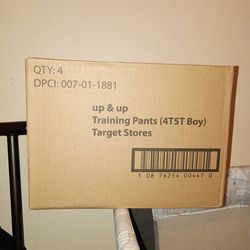 QTY: 4
DPCI: 007-01-1881
up & up
Training Pants (4T5T Boy)
Target Stores
1 08 76254 00447 0